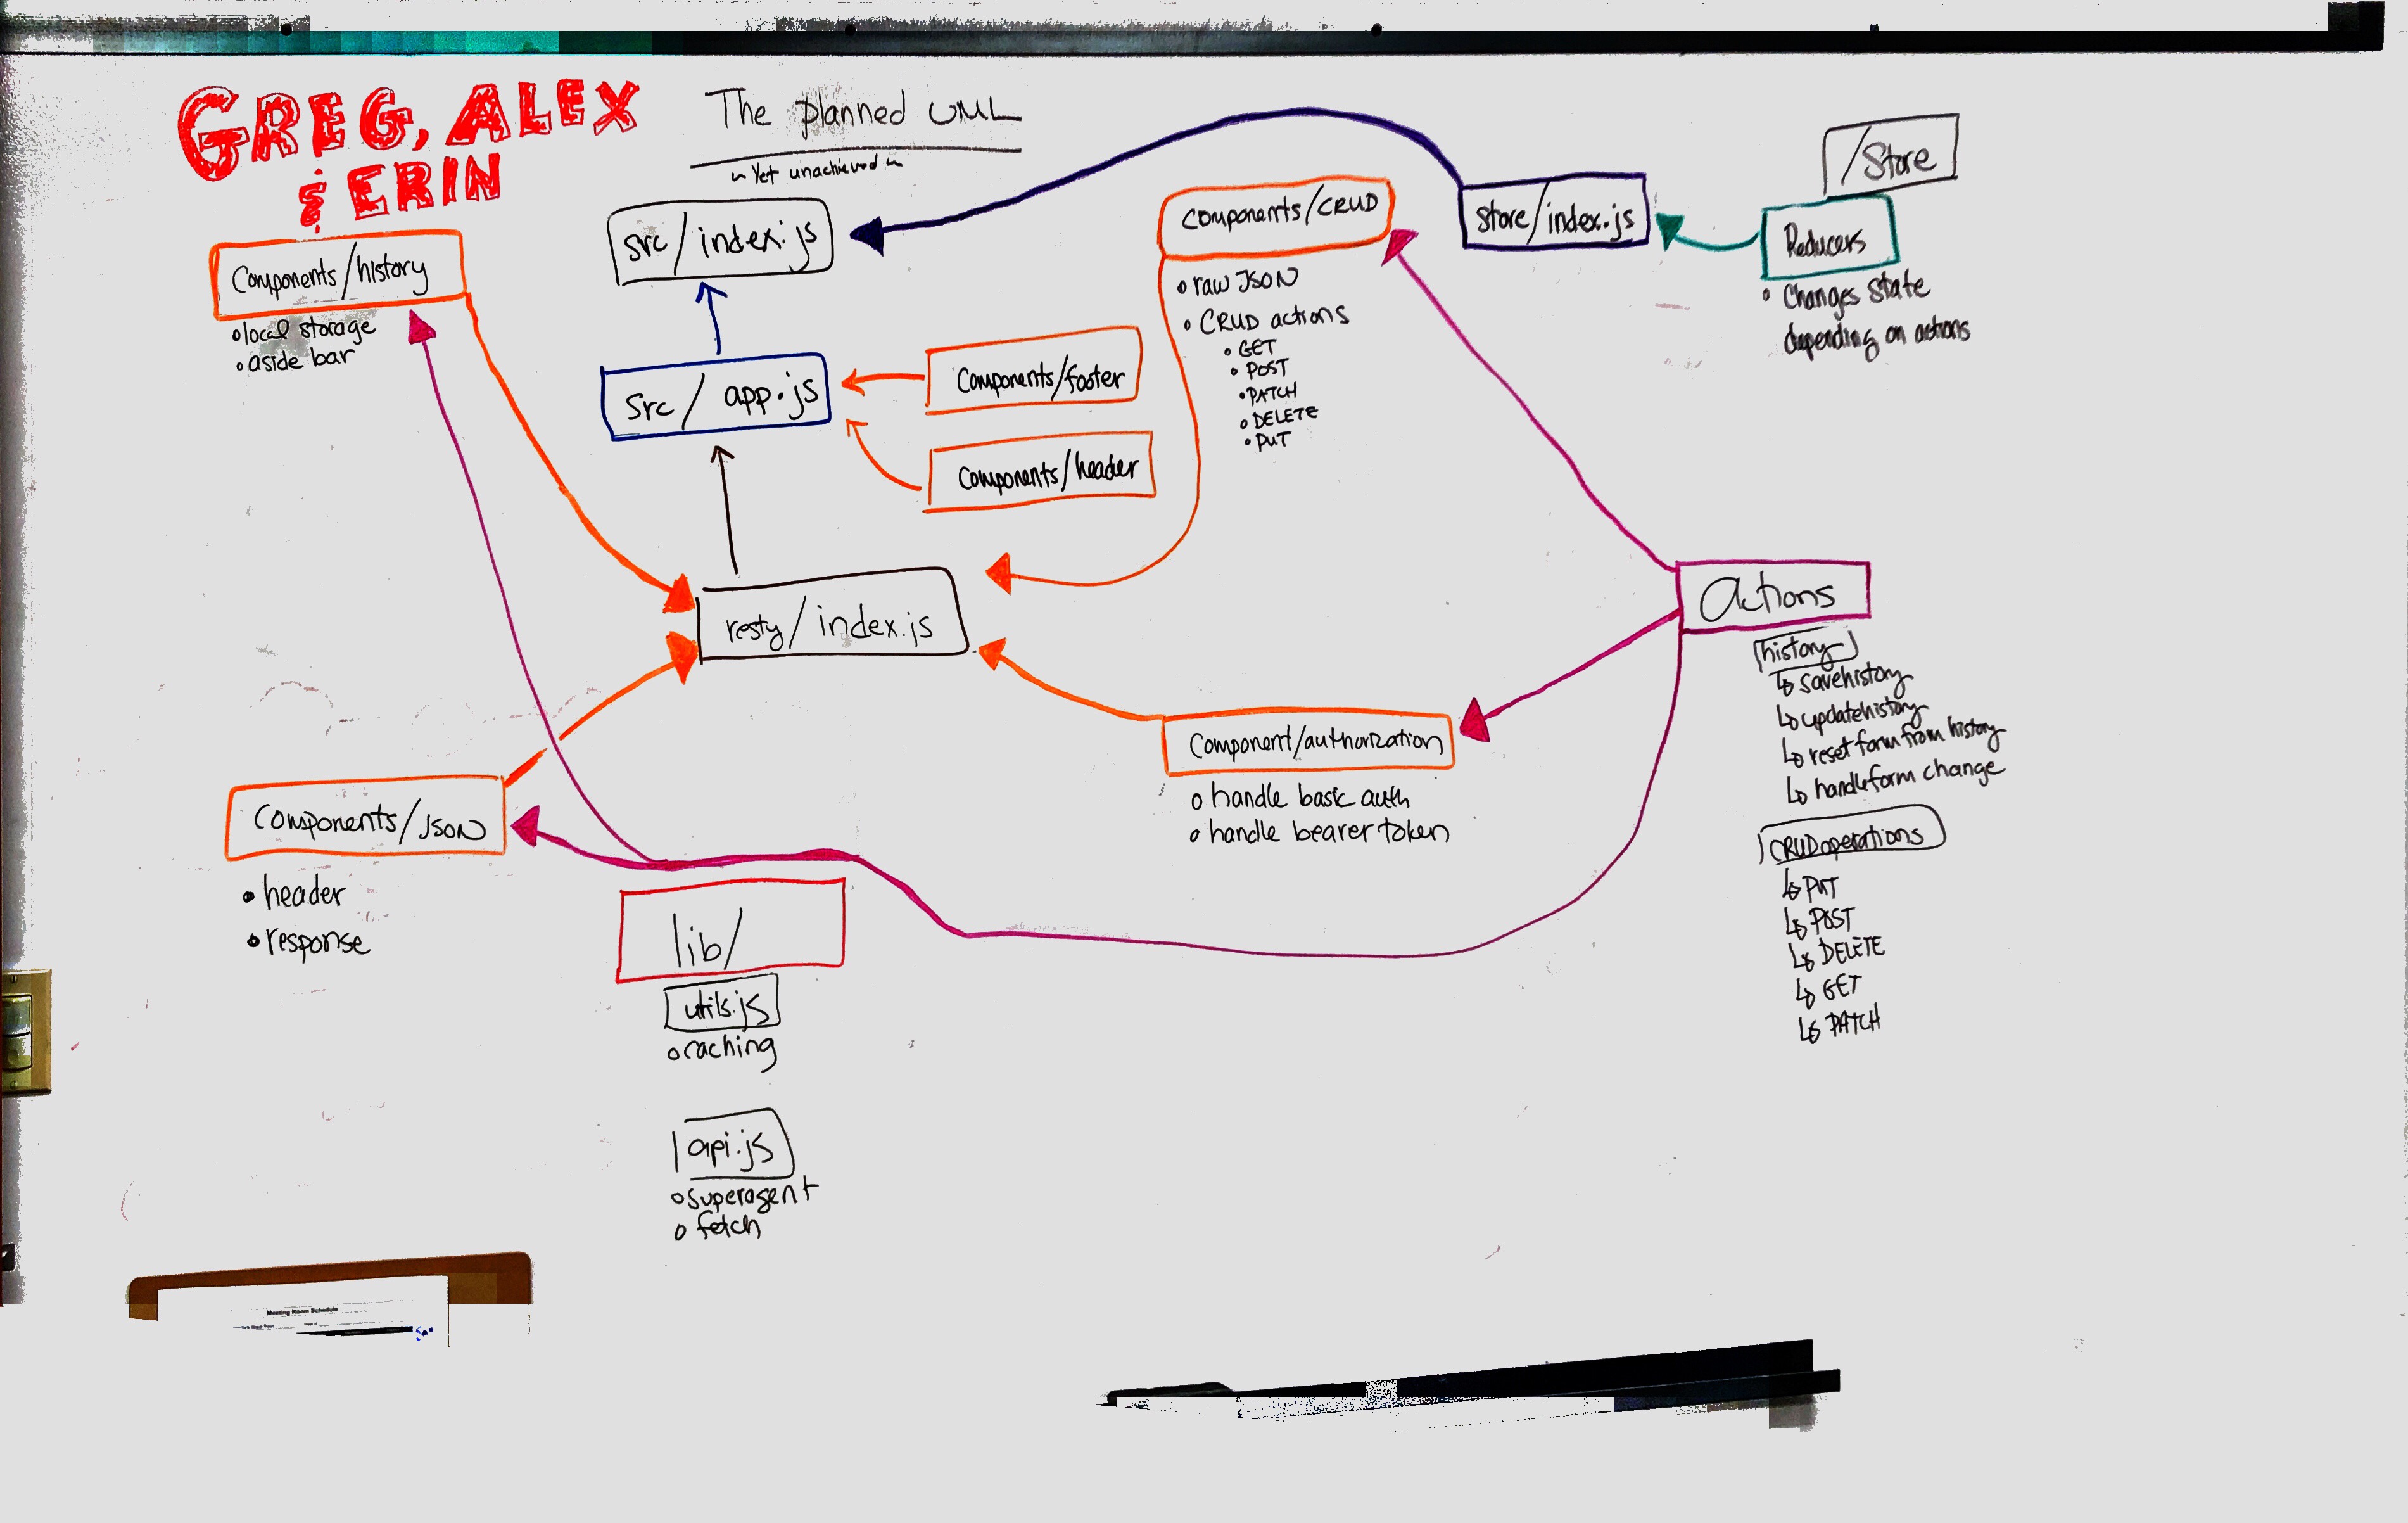 GREG, ALEX
& ERIN
The planned UML
~ Yet unachieved ~
src/index.js
Components/history
• local storage
• aside bar
src/ app.js
Components/footer
Components/header
Components/CRUD
• raw JSON
• CRUD actions
• GET
• POST
• PATCH
• DELETE
• PUT
store/index.js
/Store
Reducers
• Changes state
depending on actions
resty/index.js
Actions
history
↳ savehistory
↳ updatehistory
↳ reset form from history
↳ handleform change
CRUD operations
↳ PUT
↳ POST
↳ DELETE
↳ GET
↳ PATCH
Component/authorization
o handle basic auth
o handle bearer token
Components/JSON
• header
• response
lib/
utils.js
o caching
api.js
o superagent
o fetch
Meeting Room Schedule